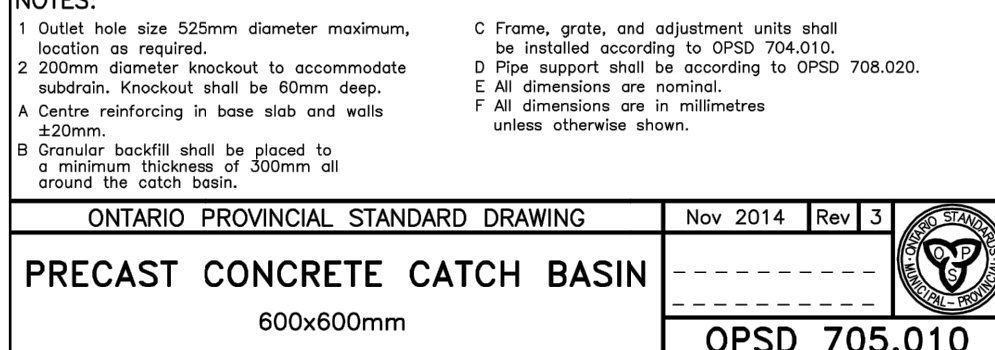 NOTES:
1 Outlet hole size 525mm diameter maximum,
location as required.
2 200mm diameter knockout to accommodate
subdrain. Knockout shall be 60mm deep.
A Centre reinforcing in base slab and walls
±20mm.
B Granular backfill shall be placed to
a minimum thickness of 300mm all
around the catch basin.
C Frame, grate, and adjustment units shall
be installed according to OPSD 704.010.
D Pipe support shall be according to OPSD 708.020.
E All dimensions are nominal.
F All dimensions are in millimetres
unless otherwise shown.
ONTARIO PROVINCIAL STANDARD DRAWING
Nov 2014 Rev 3
PRECAST CONCRETE CATCH BASIN
600x600mm
OPSD 705.010
ONTARIO STANDARDS
O P
S
MUNICIPAL - PROVINCIAL